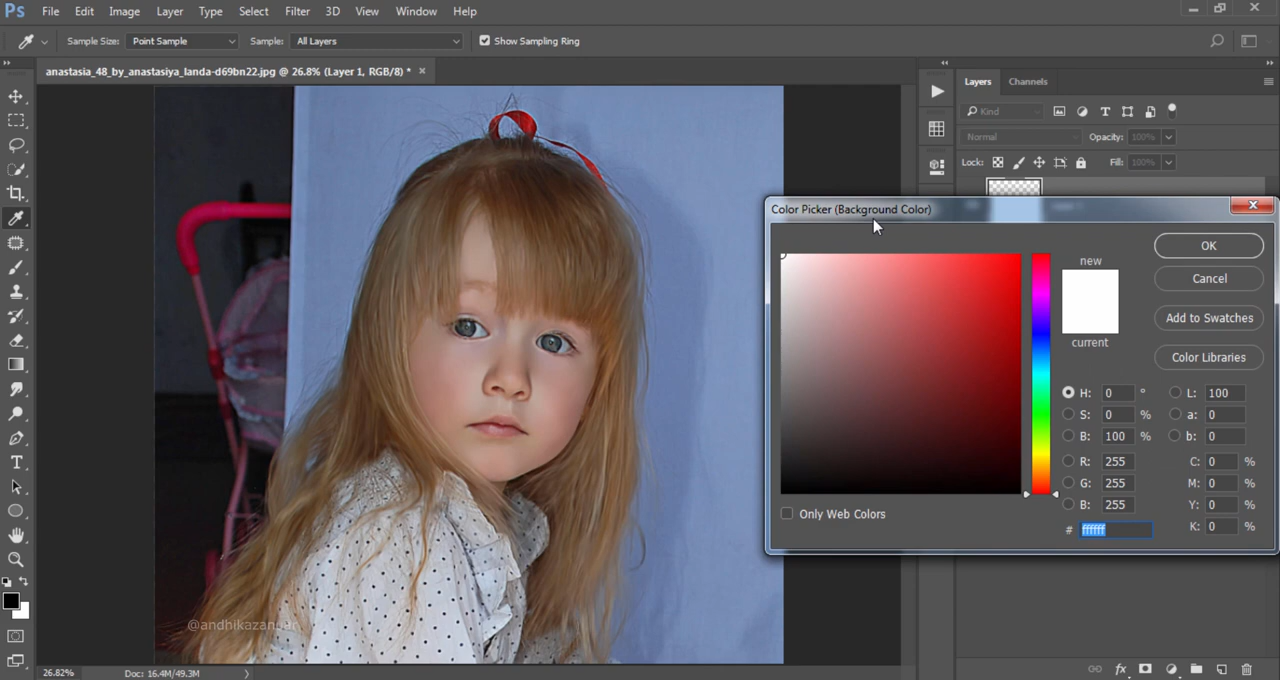 Ps File Edit Image Layer Type Select Filter 3D View Window Help
Sample Size: Point Sample Sample: All Layers Show Sampling Ring
anastasia_48_by_anastasiya_landa-d69bn22.jpg @ 26.8% (Layer 1, RGB/8) *
Layers Channels
Kind
Normal Opacity: 100%
Lock: Fill: 100%
Color Picker (Background Color)
new
current
OK
Cancel
Add to Swatches
Color Libraries
H: 0 ° L: 100
S: 0 % a: 0
B: 100 % b: 0
R: 255 C: 0 %
G: 255 M: 0 %
B: 255 Y: 0 %
# ffffff K: 0 %
Only Web Colors
26.82% Doc: 16.4M/49.3M